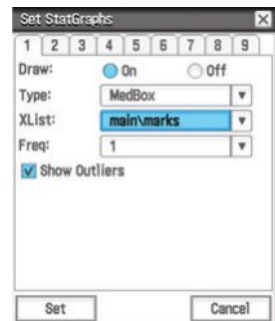 Set StatGraphs
1 2 3 4 5 6 7 8 9
Draw: On Off
Type: MedBox
XList: main\marks
Freq: 1
Show Outliers
Set Cancel